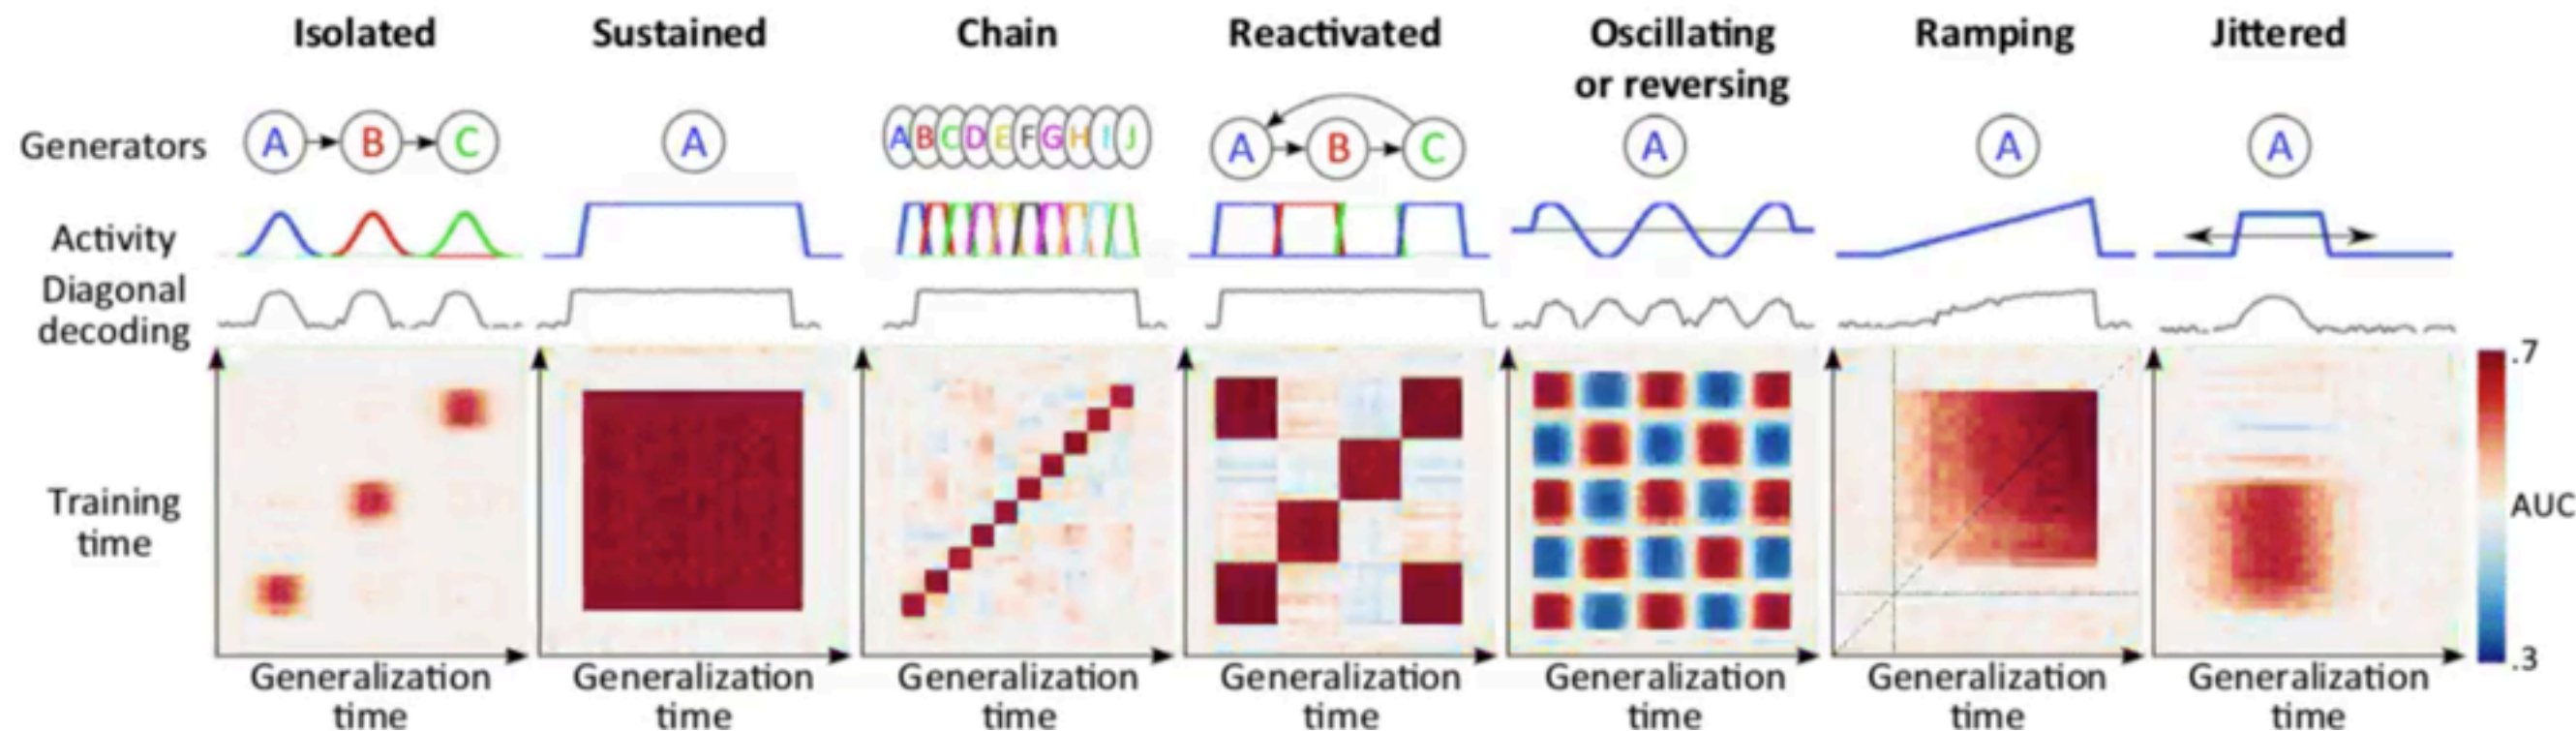 Isolated Sustained Chain Reactivated Oscillating Ramping Jittered
or reversing
Generators A B C A A B C D E F G H I J A B C A A A
Activity
Diagonal
decoding
.7
Training
time
AUC
.3
Generalization Generalization Generalization Generalization Generalization Generalization Generalization
time time time time time time time